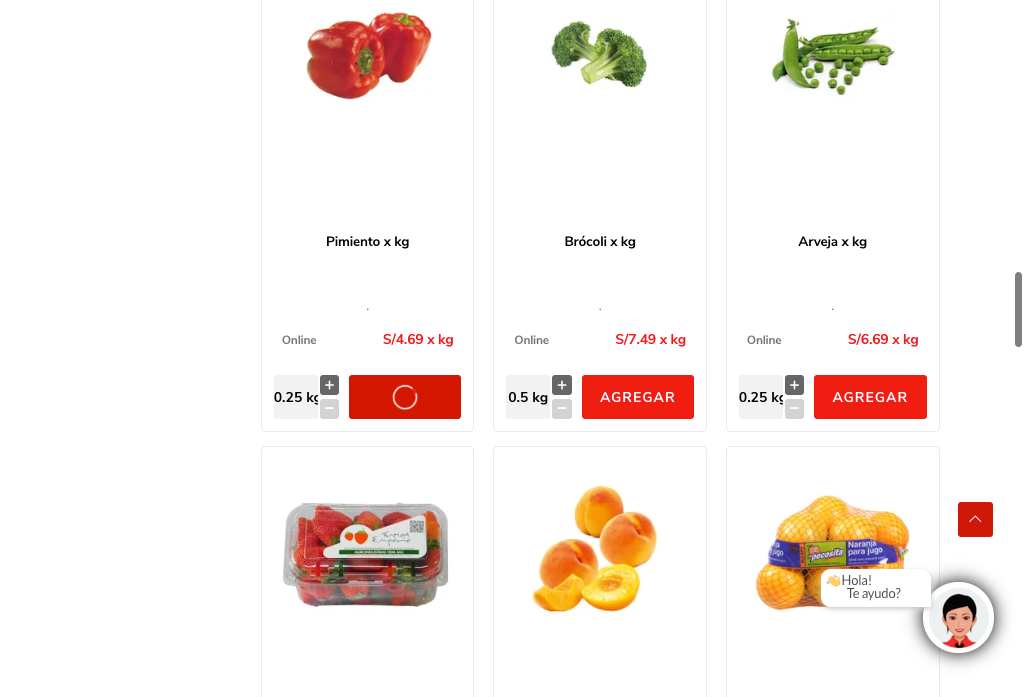 Pimiento x kg
Brócoli x kg
Arveja x kg
.
.
.
Online
S/4.69 x kg
Online
S/7.49 x kg
Online
S/6.69 x kg
0.25 kg
+
−
0.5 kg
+
−
AGREGAR
0.25 kg
+
−
AGREGAR
Naranja
para jugo
pocosita
👋Hola!
Te ayudo?